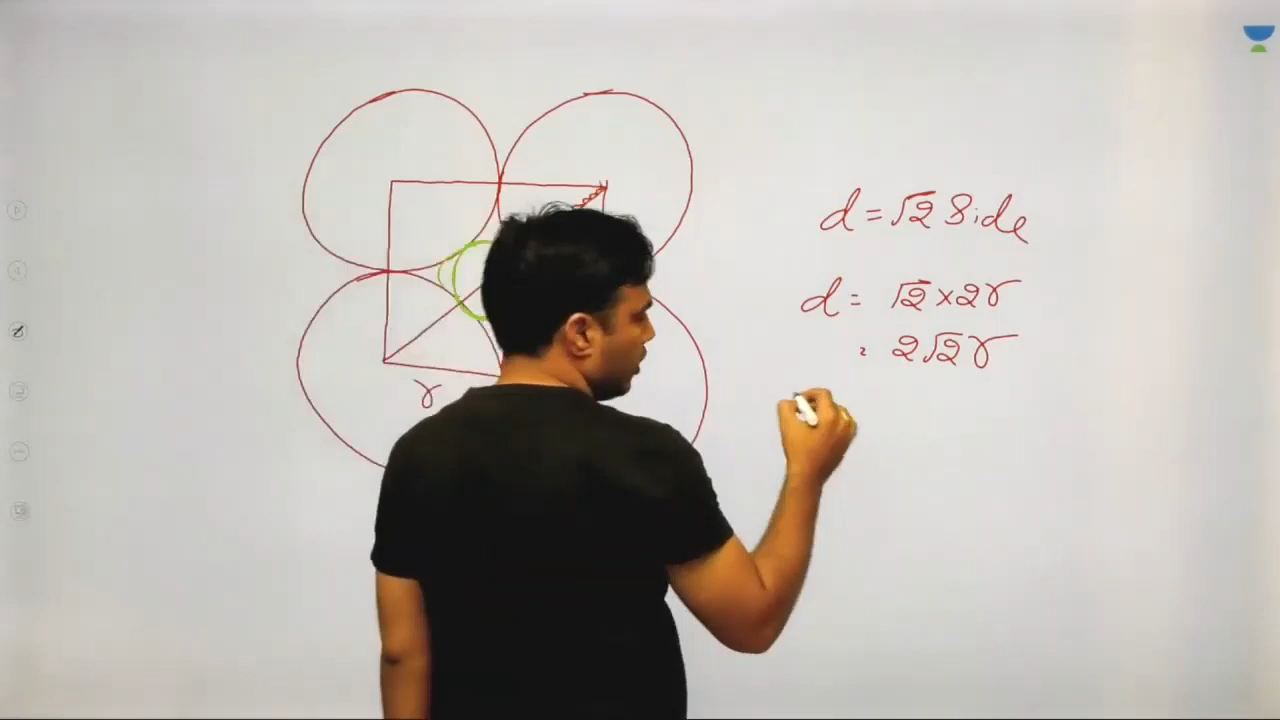 d = √2 Side
d = √2 × 2r
= 2√2 r
r